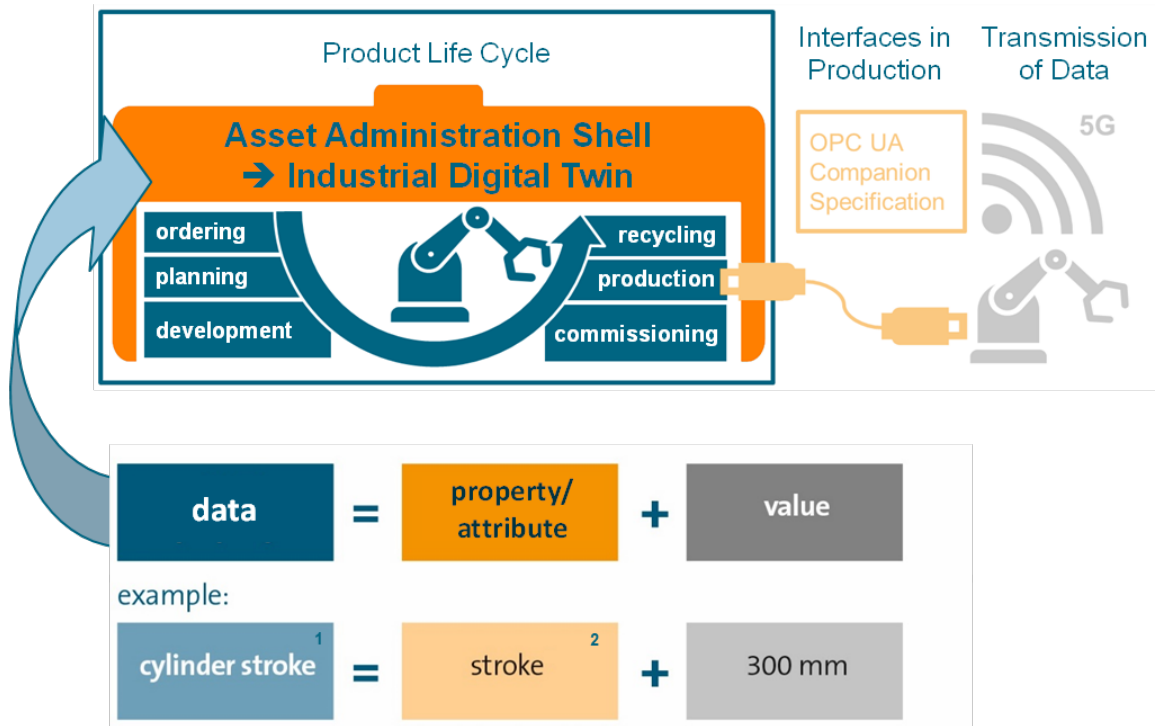 Product Life Cycle
Interfaces in
Production
Transmission
of Data
Asset Administration Shell
➔ Industrial Digital Twin
OPC UA
Companion
Specification
5G
ordering
planning
development
recycling
production
commissioning
data
=
property/
attribute
+
value
example:
cylinder stroke 1
=
stroke 2
+
300 mm